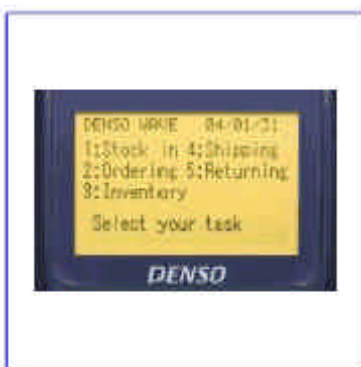 DENSO WAVE 04/01/31
1:Stock in 4:Shipping
2:Ordering 5:Returning
3:Inventory
Select your task
DENSO